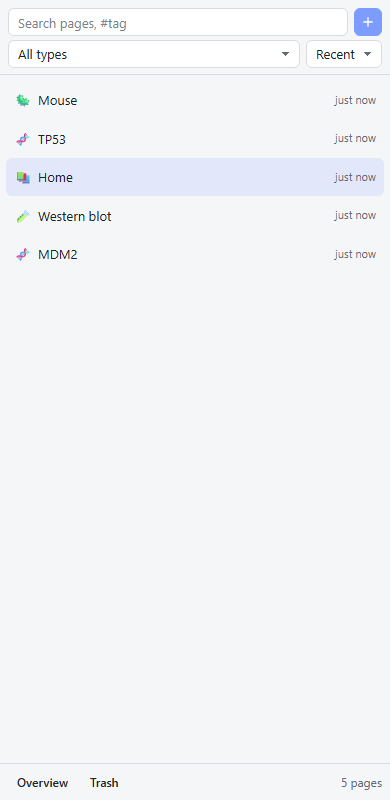 Search pages, #tag
+
All types
Recent
Mouse just now
TP53 just now
Home just now
Western blot just now
MDM2 just now
Overview Trash 5 pages